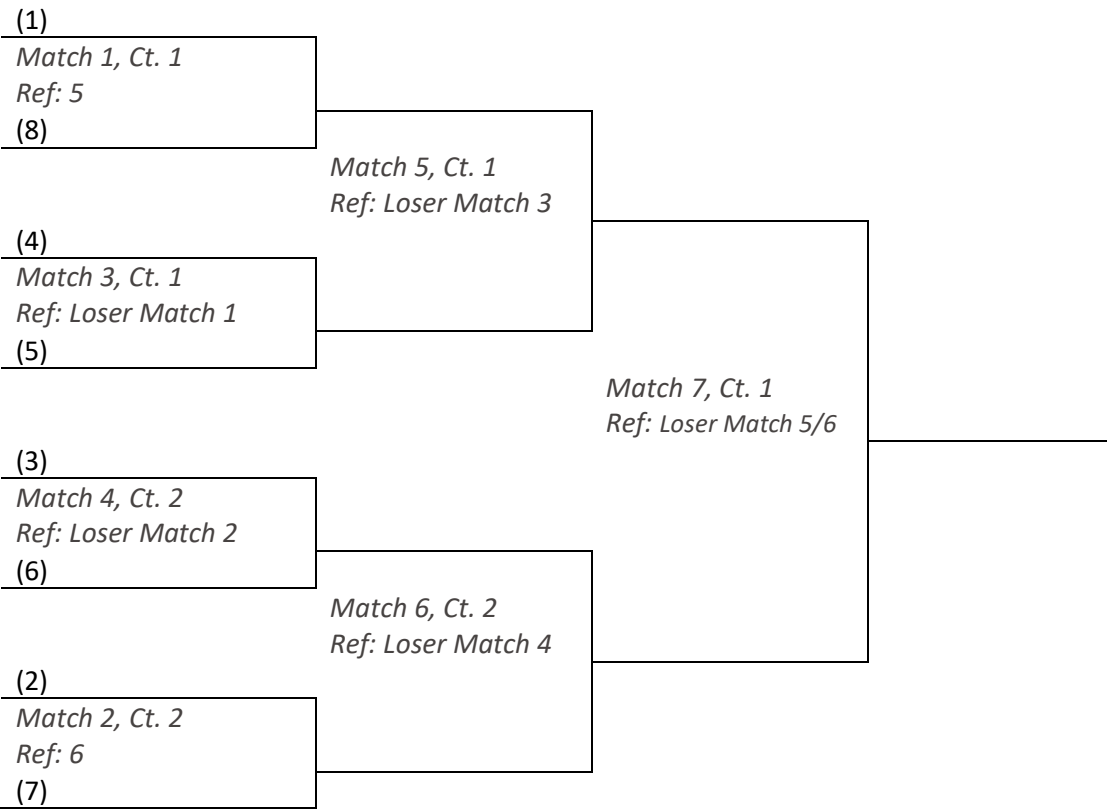 (1)
Match 1, Ct. 1
Ref: 5
(8)
Match 5, Ct. 1
Ref: Loser Match 3
(4)
Match 3, Ct. 1
Ref: Loser Match 1
(5)
Match 7, Ct. 1
Ref: Loser Match 5/6
(3)
Match 4, Ct. 2
Ref: Loser Match 2
(6)
Match 6, Ct. 2
Ref: Loser Match 4
(2)
Match 2, Ct. 2
Ref: 6
(7)